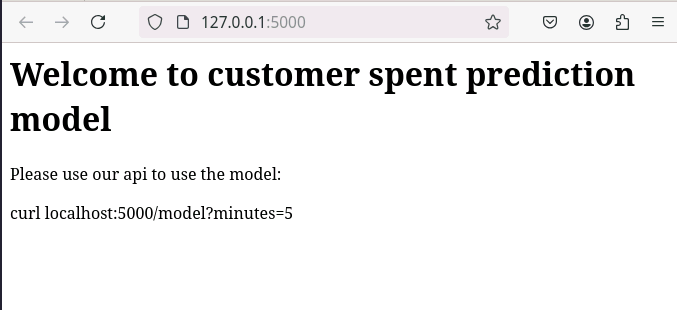 127.0.0.1:5000
Welcome to customer spent prediction
model
Please use our api to use the model:
curl localhost:5000/model?minutes=5